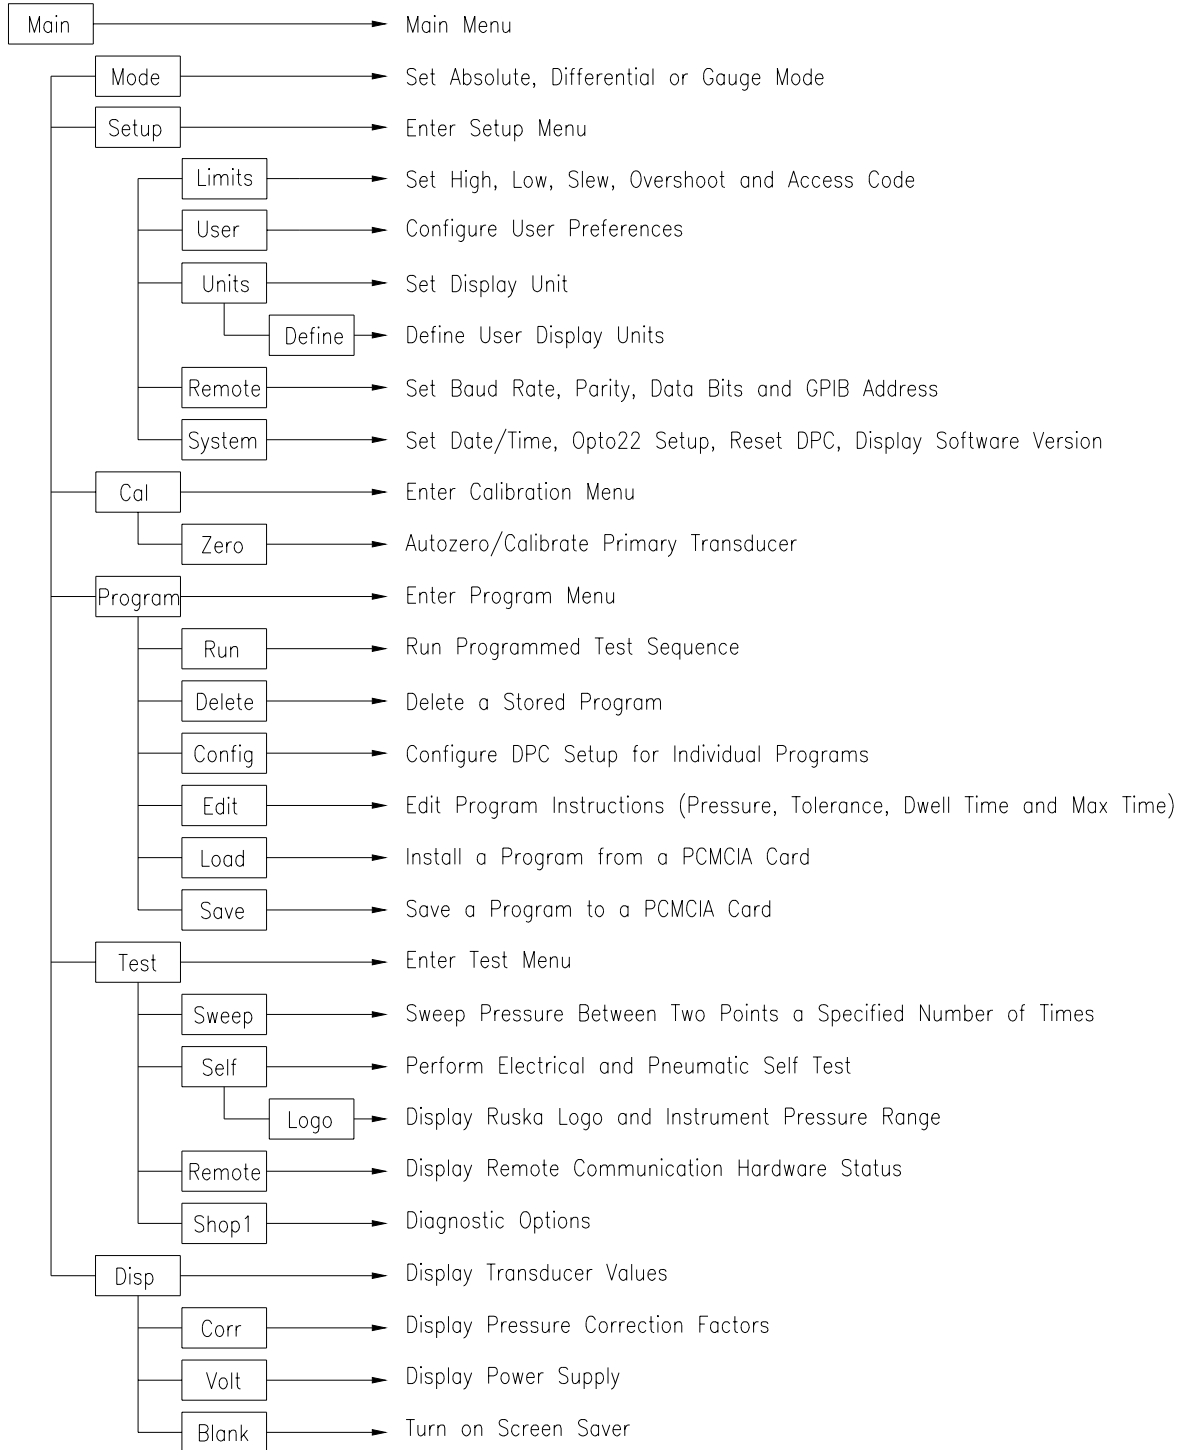 Main Main Menu
Mode Set Absolute, Differential or Gauge Mode
Setup Enter Setup Menu
Limits Set High, Low, Slew, Overshoot and Access Code
User Configure User Preferences
Units Set Display Unit
Define Define User Display Units
Remote Set Baud Rate, Parity, Data Bits and GPIB Address
System Set Date/Time, Opto22 Setup, Reset DPC, Display Software Version
Cal Enter Calibration Menu
Zero Autozero/Calibrate Primary Transducer
Program Enter Program Menu
Run Run Programmed Test Sequence
Delete Delete a Stored Program
Config Configure DPC Setup for Individual Programs
Edit Edit Program Instructions (Pressure, Tolerance, Dwell Time and Max Time)
Load Install a Program from a PCMCIA Card
Save Save a Program to a PCMCIA Card
Test Enter Test Menu
Sweep Sweep Pressure Between Two Points a Specified Number of Times
Self Perform Electrical and Pneumatic Self Test
Logo Display Ruska Logo and Instrument Pressure Range
Remote Display Remote Communication Hardware Status
Shop1 Diagnostic Options
Disp Display Transducer Values
Corr Display Pressure Correction Factors
Volt Display Power Supply
Blank Turn on Screen Saver